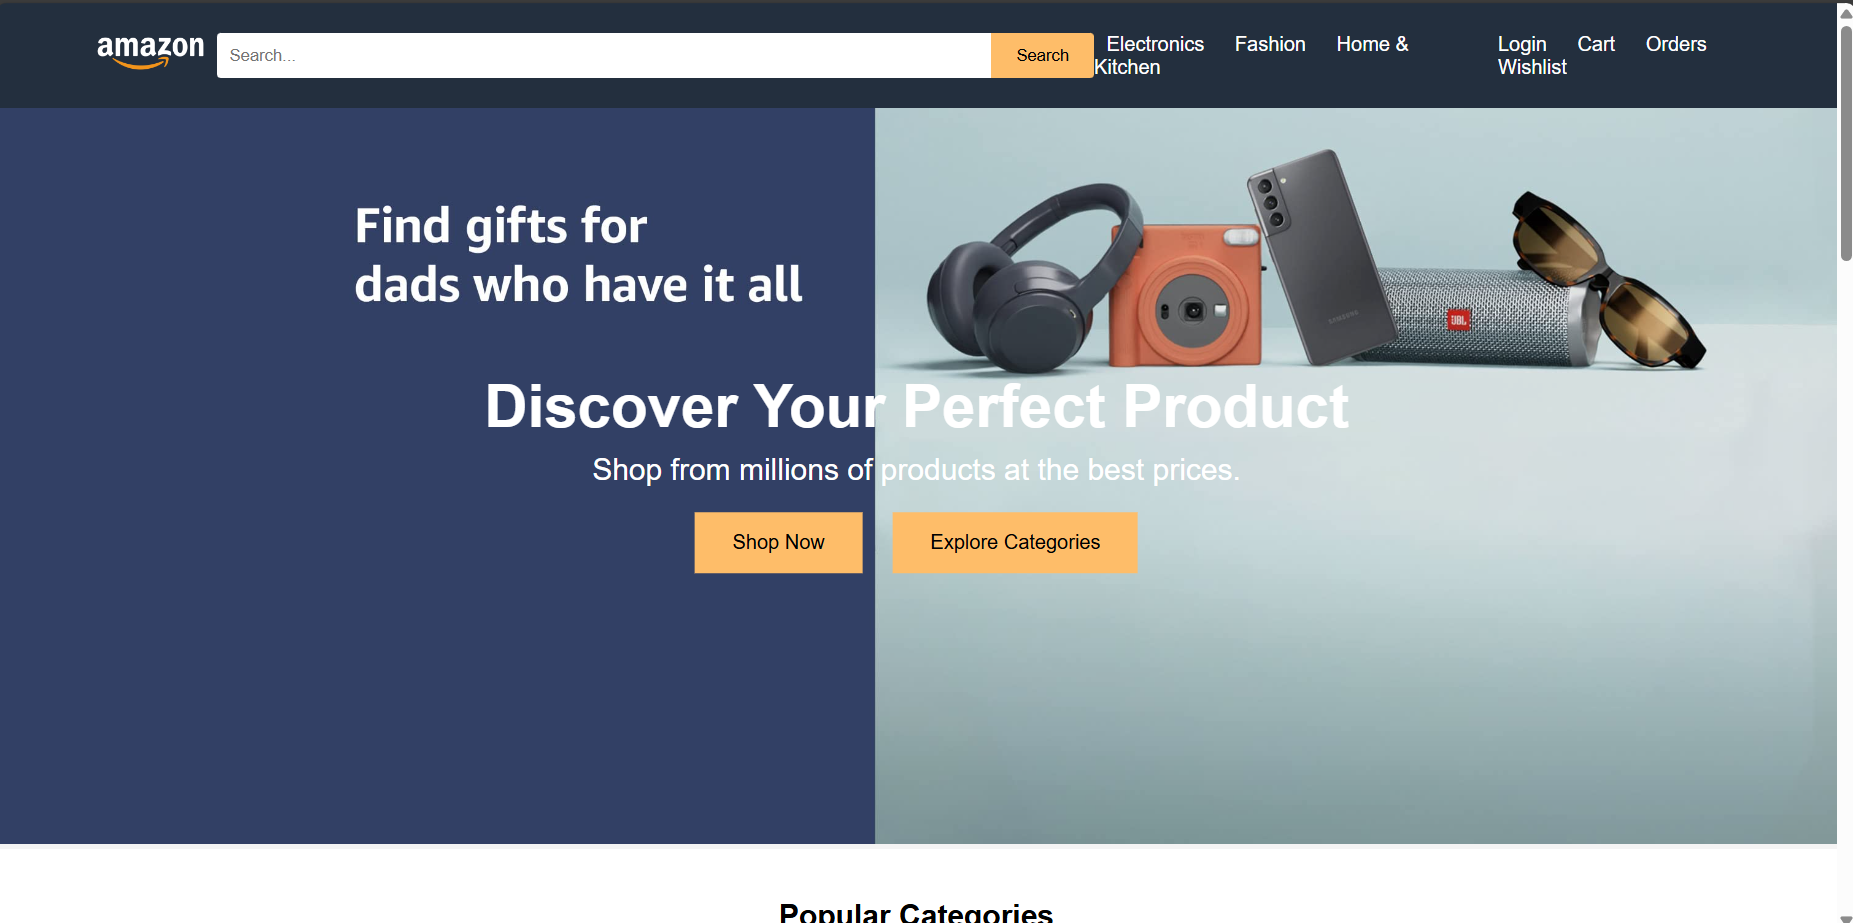 amazon
Search...
Search
Electronics Fashion Home &
Kitchen
Login Cart Orders
Wishlist
Find gifts for
dads who have it all
SAMSUNG
JBL
Discover Your Perfect Product
Shop from millions of products at the best prices.
Shop Now
Explore Categories
Popular Categories